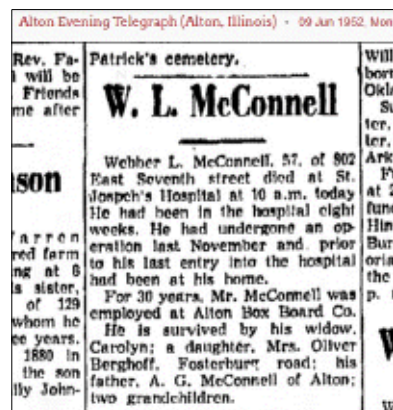 Alton Evening Telegraph (Alton, Illinois) - 09 Jun 1952, Mon
Rev. Fa-
will be
Friends
me after
son
arren
red farm
ng at 6
s sister,
of 129
whom he
ee years.
1880 in
the son
lly John-
Patrick's cemetery.
W. L. McConnell
Webber L. McConnell, 57, of 802
East Seventh street died at St.
Joseph's Hospital at 10 a.m. today
He had been in the hospital eight
weeks. He had undergone an op-
eration last November and prior
to his last entry into the hospital
had been at his home.
For 30 years, Mr. McConnell was
employed at Alton Box Board Co.
He is survived by his widow,
Carolyn; a daughter, Mrs. Oliver
Berghoff, Fosterburg road; his
father, A. G. McConnell of Alton;
two grandchildren.
Will
born
Okla
Su
ter,
ter,
Ark
F
at 2
fun
Hin
Bur
oria
the
p.
W